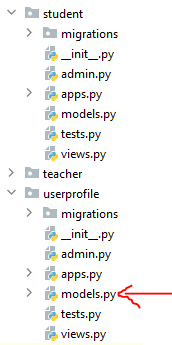 student
migrations
__init__.py
admin.py
apps.py
models.py
tests.py
views.py
teacher
userprofile
migrations
__init__.py
admin.py
apps.py
models.py
tests.py
views.py